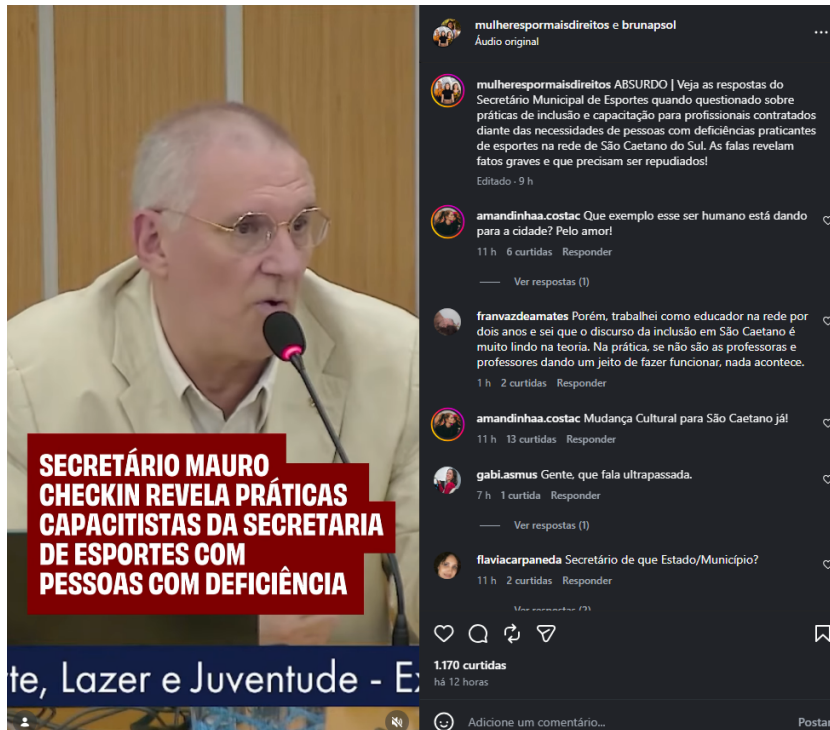 mulherespormaisdireitos e brunapsol
Áudio original
mulherespormaisdireitos ABSURDO | Veja as respostas do
Secretário Municipal de Esportes quando questionado sobre
práticas de inclusão e capacitação para profissionais contratados
diante das necessidades de pessoas com deficiências praticantes
de esportes na rede de São Caetano do Sul. As falas revelam
fatos graves e que precisam ser repudiados!
Editado · 9 h
amandinhaa.costac Que exemplo esse ser humano está dando
para a cidade? Pelo amor!
11 h 6 curtidas Responder
Ver respostas (1)
franvazdeamates Porém, trabalhei como educador na rede por
dois anos e sei que o discurso da inclusão em São Caetano é
muito lindo na teoria. Na prática, se não são as professoras e
professores dando um jeito de fazer funcionar, nada acontece.
1 h 2 curtidas Responder
amandinhaa.costac Mudança Cultural para São Caetano já!
11 h 13 curtidas Responder
gabi.asmus Gente, que fala ultrapassada.
7 h 1 curtida Responder
Ver respostas (1)
flaviacarpaneda Secretário de que Estado/Município?
11 h 2 curtidas Responder
Ver respostas (2)
1.170 curtidas
há 12 horas
Adicione um comentário...
Postar
SECRETÁRIO MAURO
CHECKIN REVELA PRÁTICAS
CAPACITISTAS DA SECRETARIA
DE ESPORTES COM
PESSOAS COM DEFICIÊNCIA
te, Lazer e Juventude - E